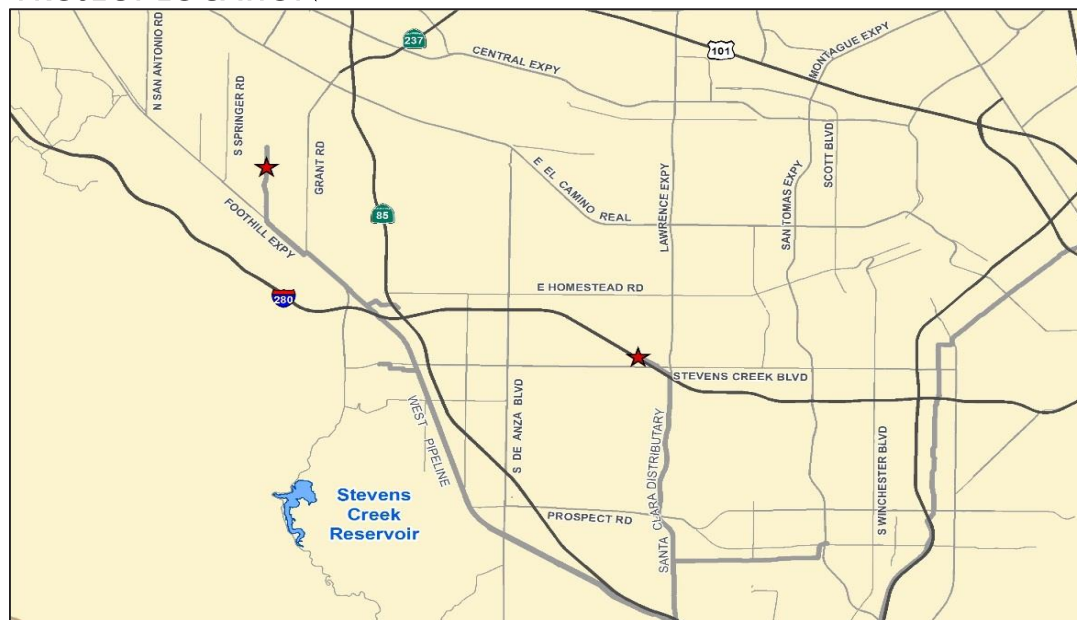 237
101
CENTRAL EXPY
MONTAGUE EXPY
N SAN ANTONIO RD
S SPRINGER RD
GRANT RD
SCOTT BLVD
E EL CAMINO REAL
LAWRENCE EXPY
SAN TOMAS EXPY
85
FOOTHILL EXPY
280
E HOMESTEAD RD
STEVENS CREEK BLVD
S DE ANZA BLVD
WEST PIPELINE
SANTA CLARA DISTRIBUTARY
S WINCHESTER BLVD
Stevens
Creek
Reservoir
PROSPECT RD